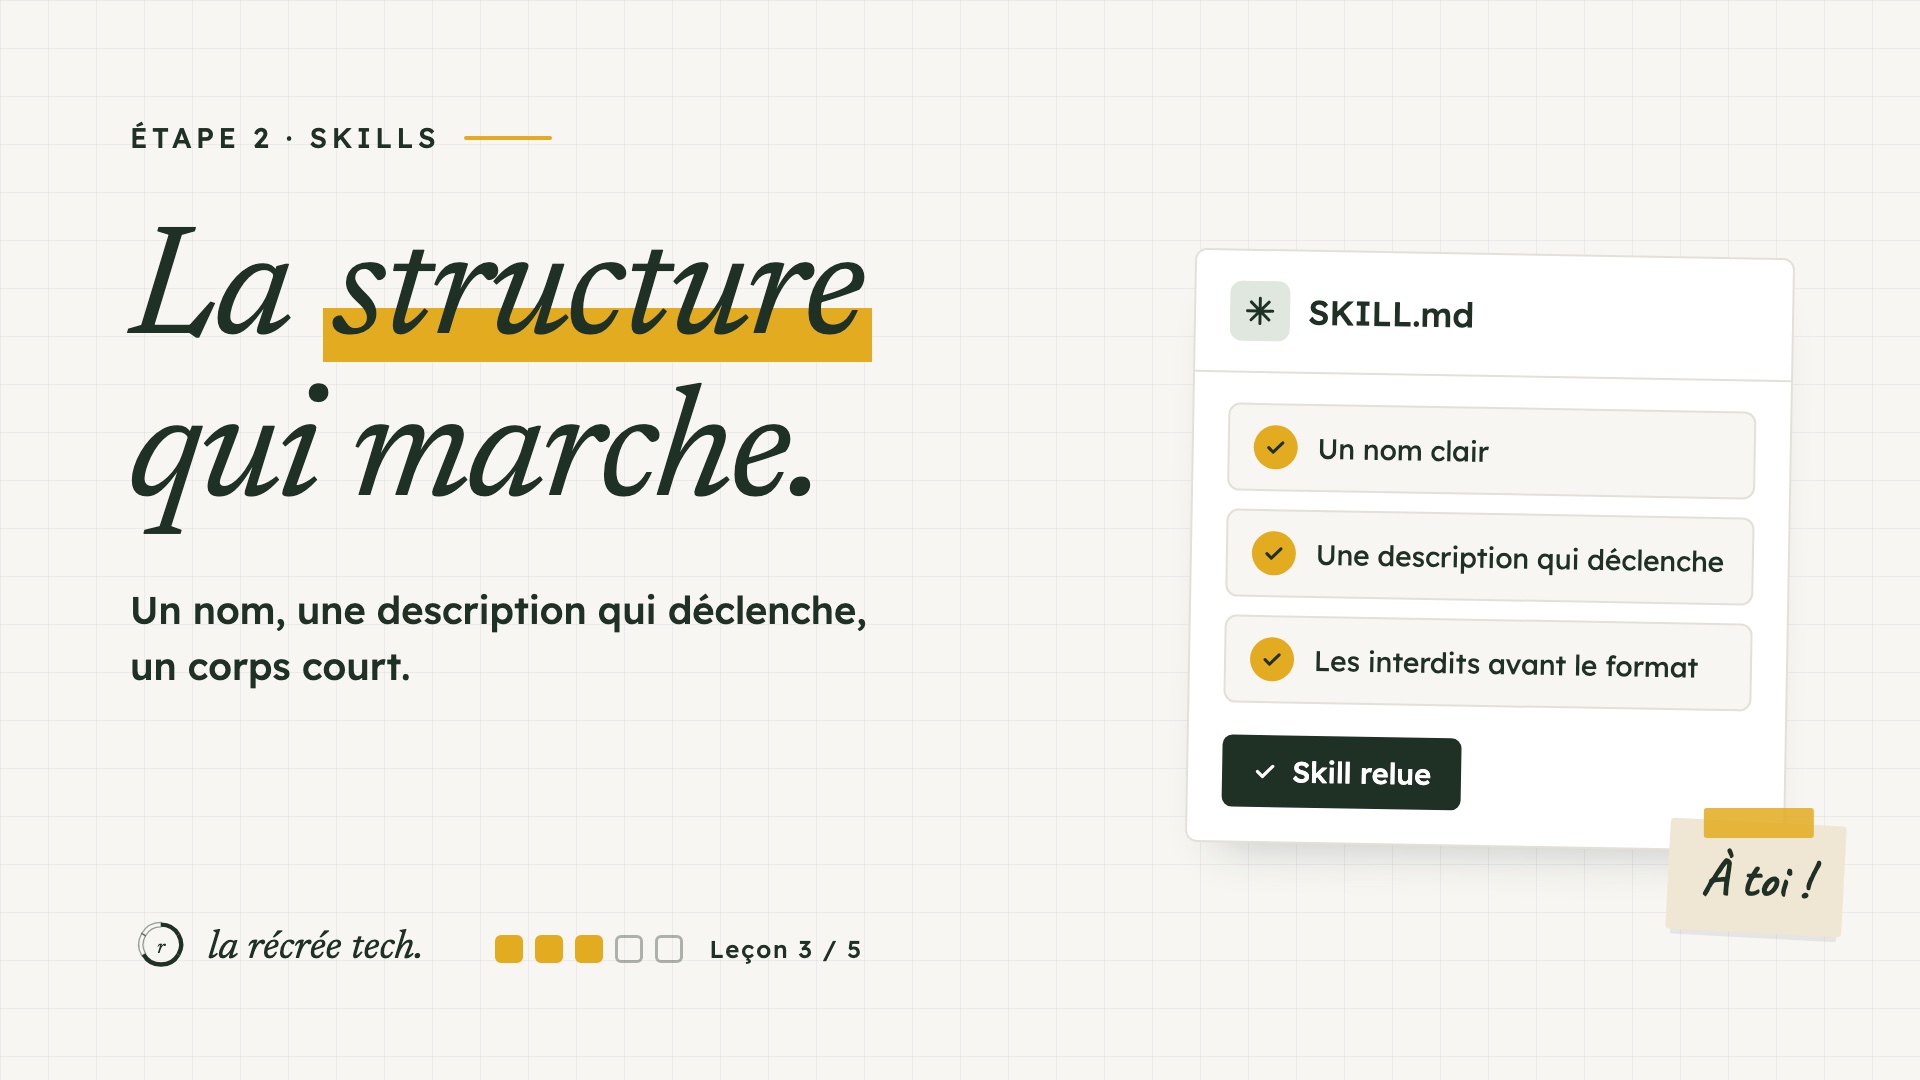 ÉTAPE 2 · SKILLS
La structure
qui marche.
Un nom, une description qui déclenche,
un corps court.
SKILL.md
Un nom clair
Une description qui déclenche
Les interdits avant le format
Skill relue
À toi !
r
la récrée tech.
Leçon 3 / 5